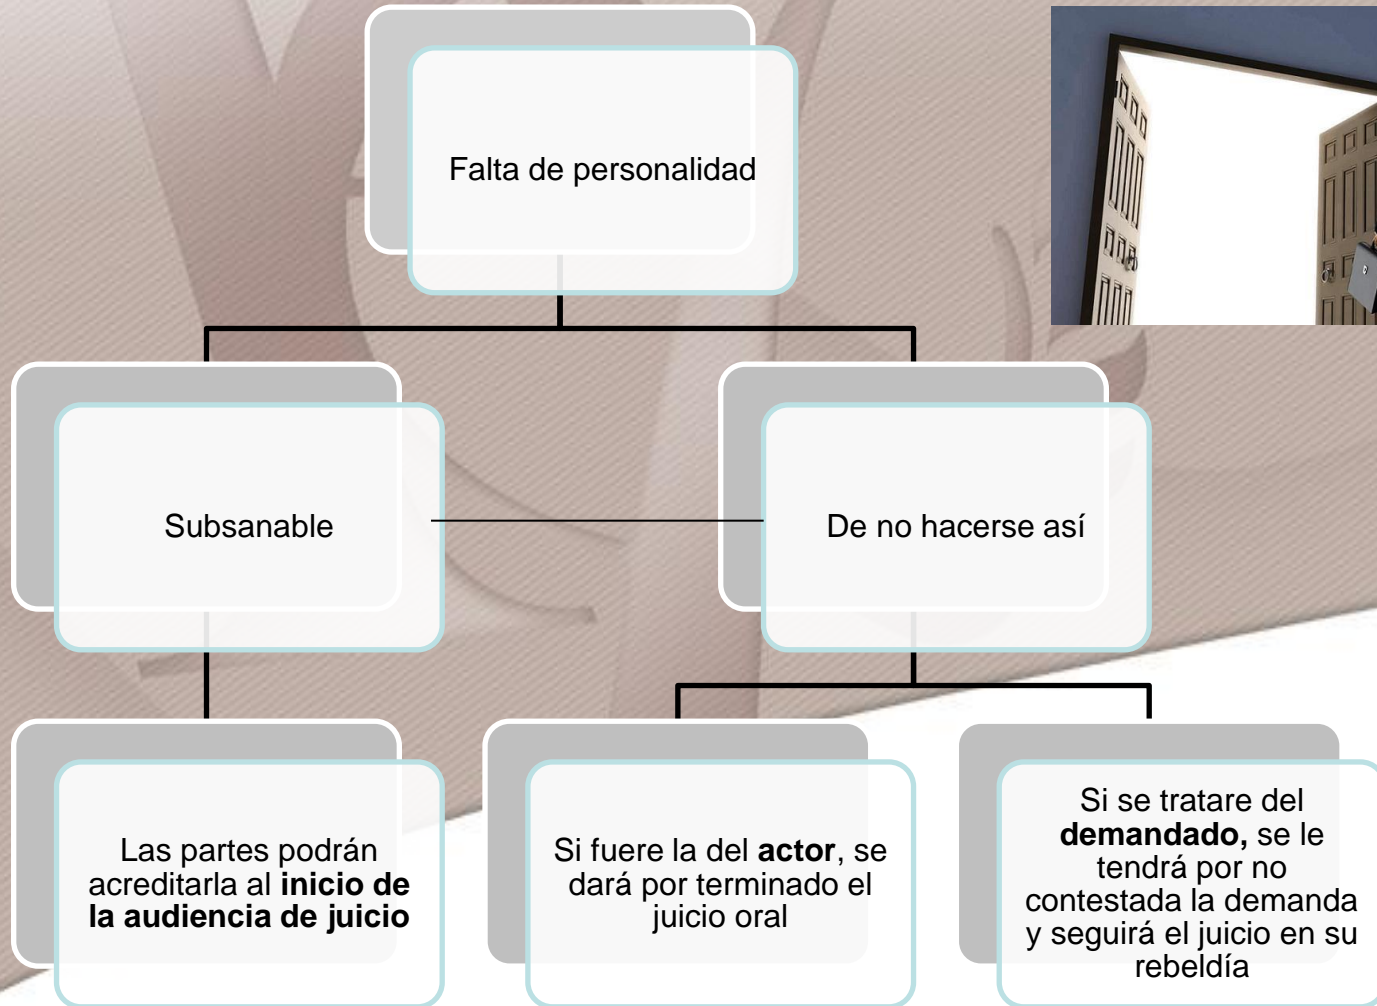 Falta de personalidad
Subsanable
De no hacerse así
Las partes podrán
acreditarla al inicio de
la audiencia de juicio
Si fuere la del actor, se
dará por terminado el
juicio oral
Si se tratare del
demandado, se le
tendrá por no
contestada la demanda
y seguirá el juicio en su
rebeldía